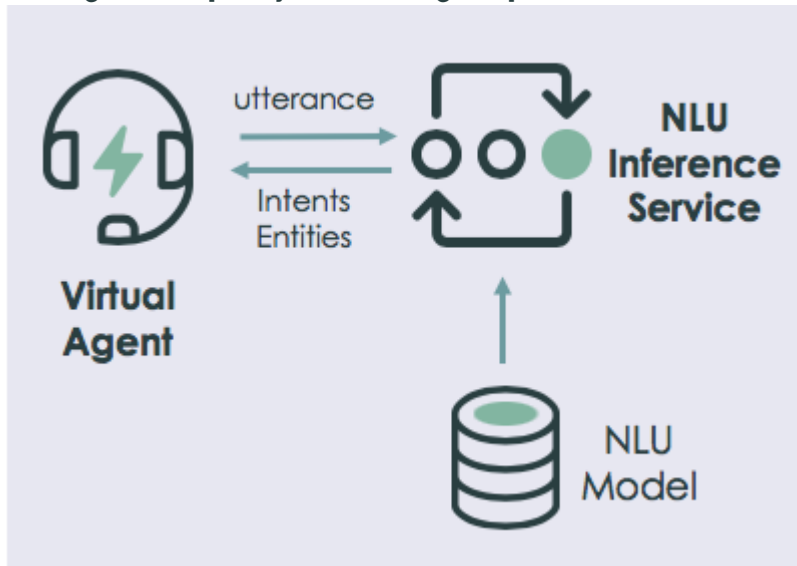 utterance
Intents
Entities
NLU
Inference
Service
Virtual
Agent
NLU
Model